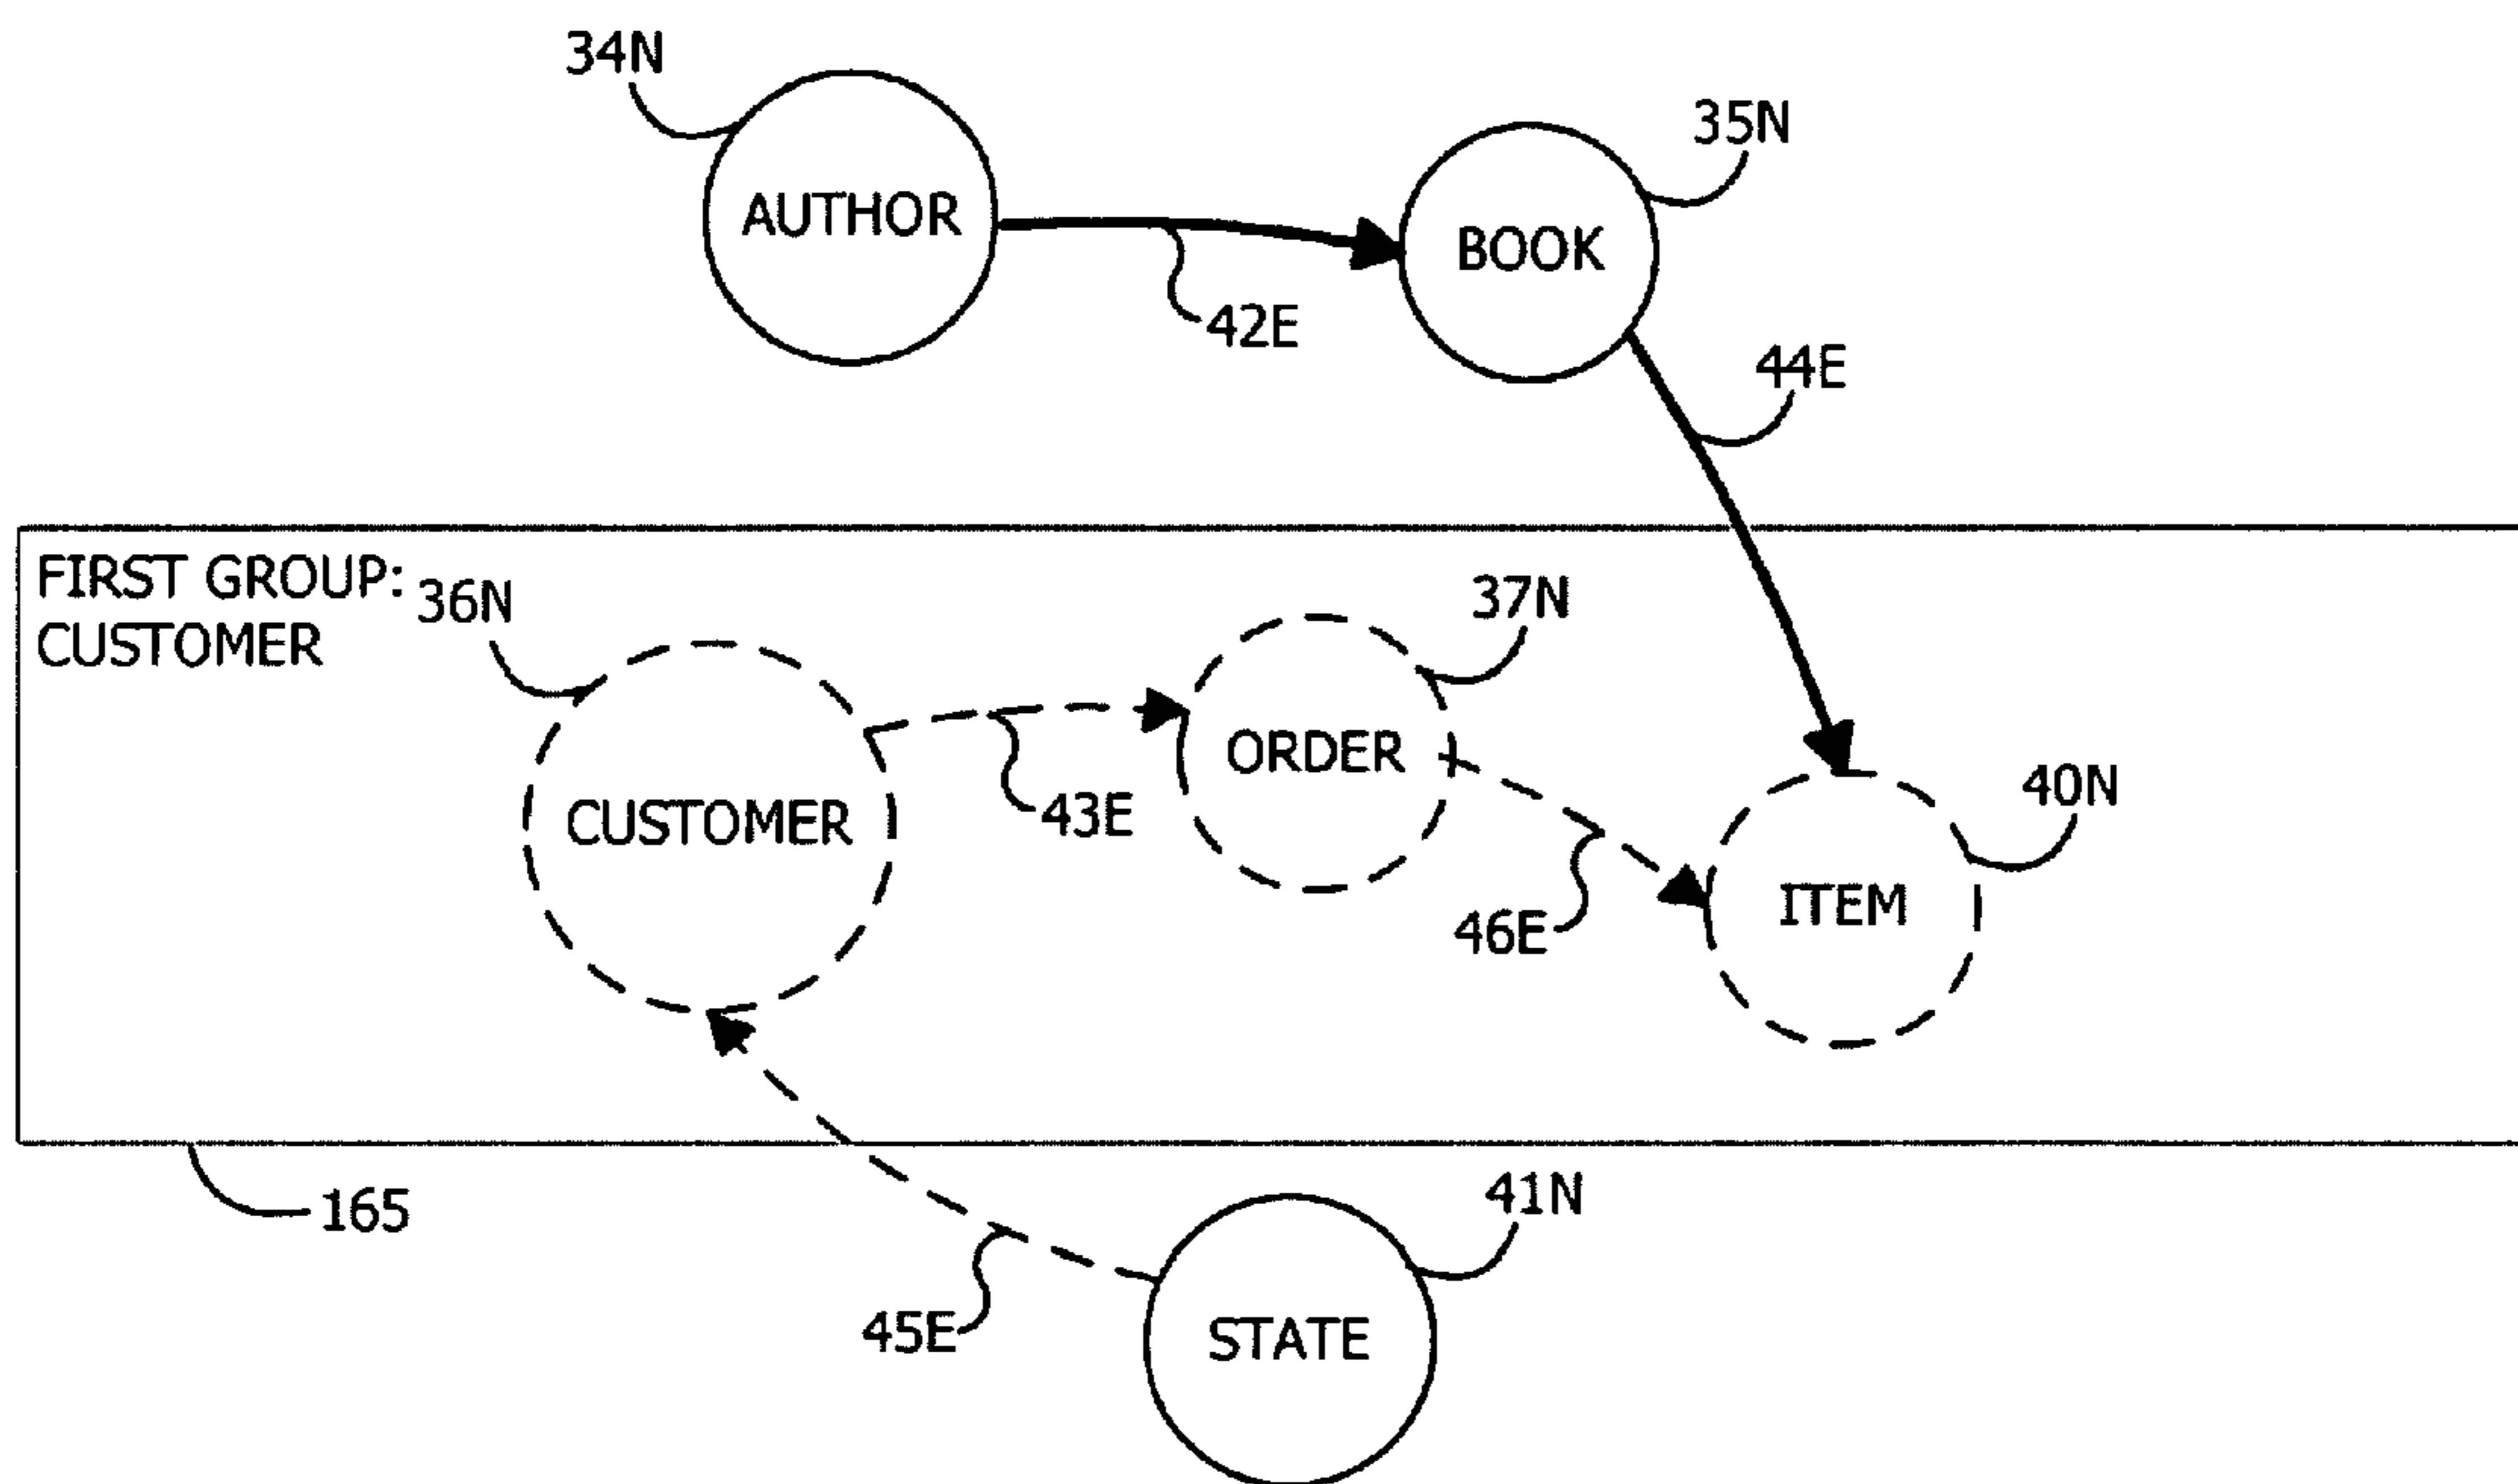 34N
35N
AUTHOR
BOOK
42E
44E
FIRST GROUP:
CUSTOMER
36N
37N
ORDER
40N
CUSTOMER
43E
ITEM
46E
165
41N
45E
STATE